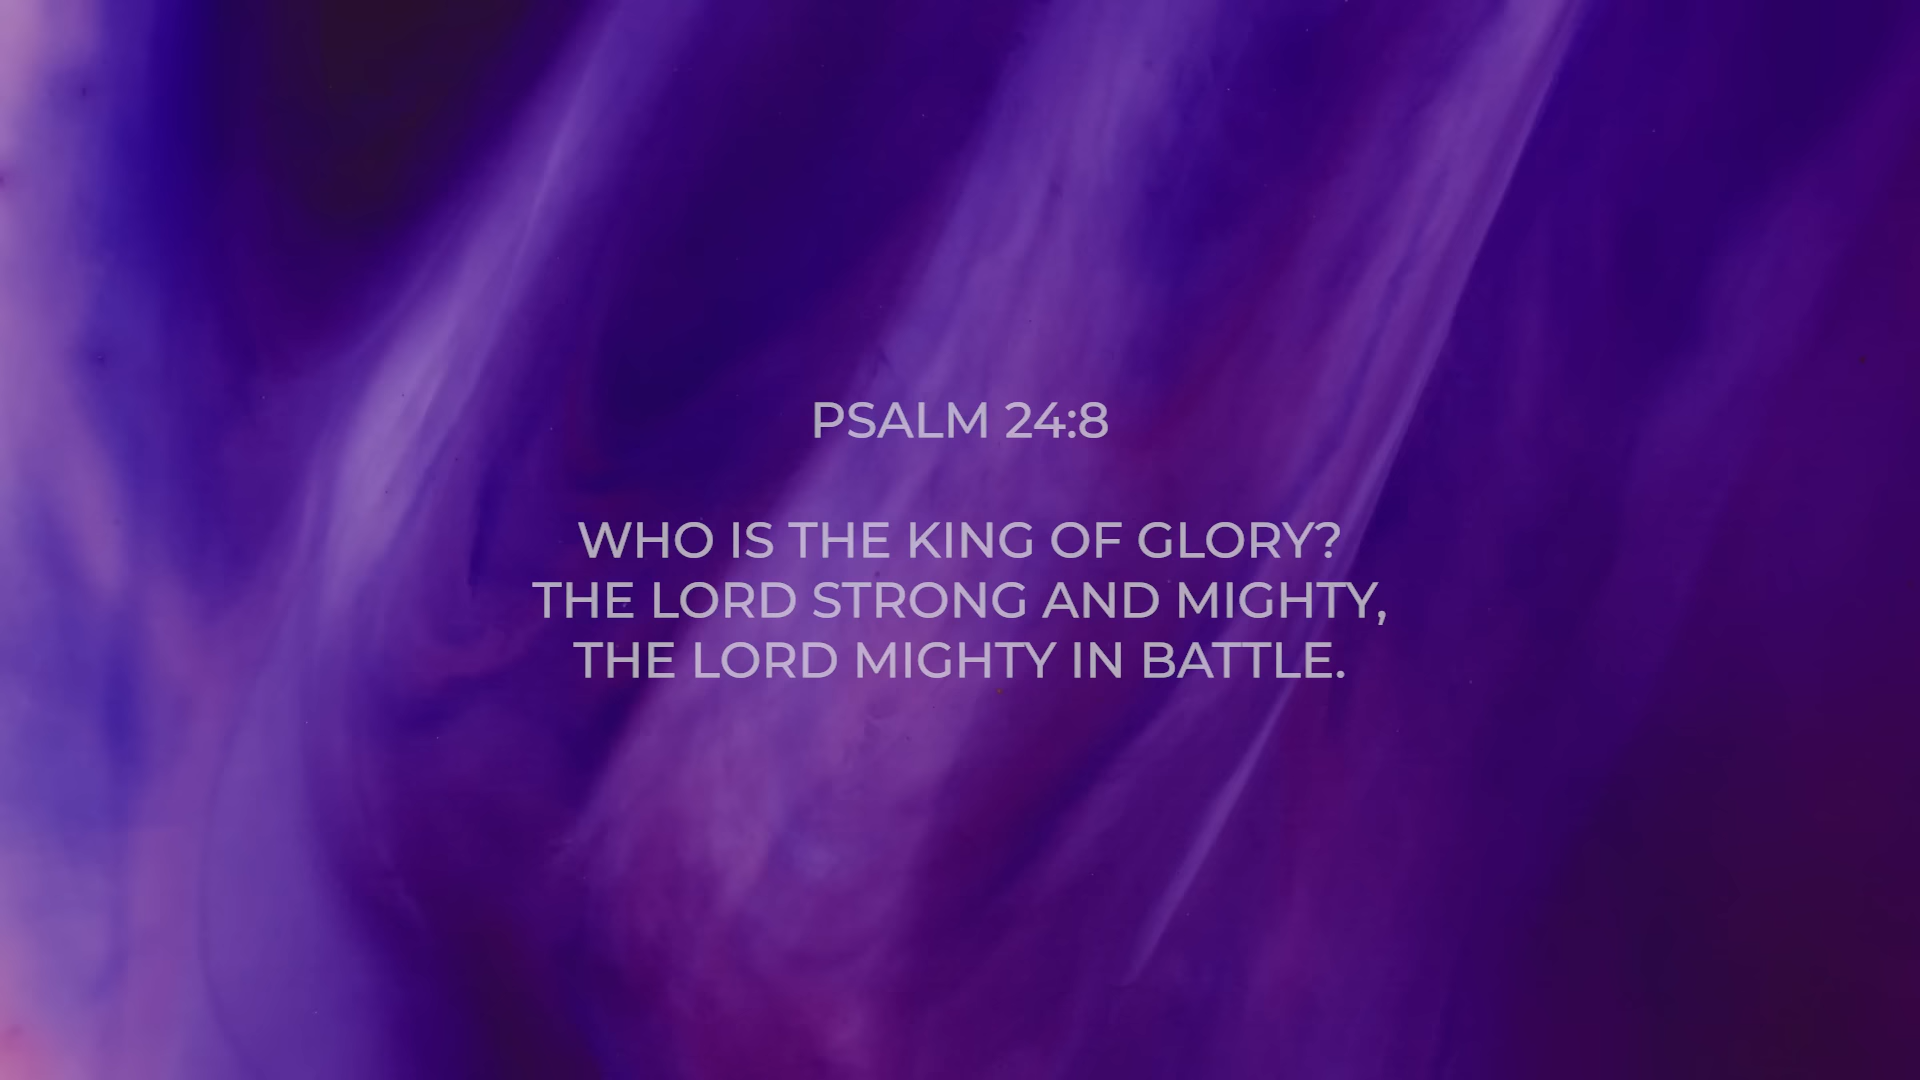 PSALM 24:8
WHO IS THE KING OF GLORY?
THE LORD STRONG AND MIGHTY,
THE LORD MIGHTY IN BATTLE.